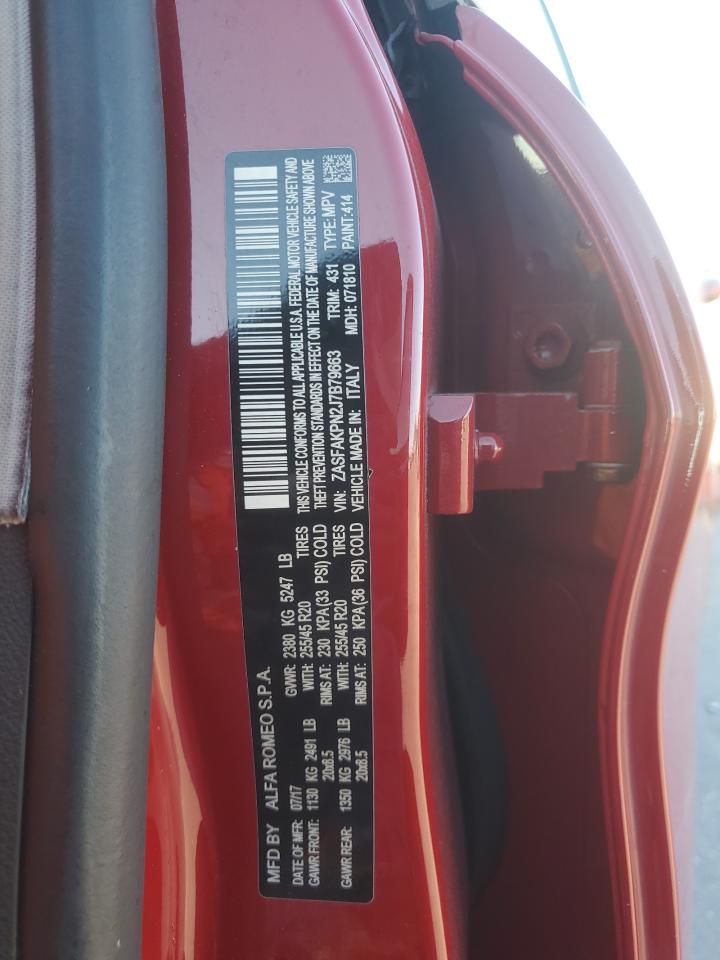 MFD BY ALFA ROMEO S.P.A.
DATE OF MFR: 07/17 GVWR: 2380 KG 5247 LB
GAWR FRONT: 1130 KG 2491 LB WITH: 255/45 R20 TIRES
20x8.5 RIMS AT: 230 KPA(33 PSI) COLD
GAWR REAR: 1350 KG 2976 LB WITH: 255/45 R20 TIRES
20x8.5 RIMS AT: 250 KPA(36 PSI) COLD
THIS VEHICLE CONFORMS TO ALL APPLICABLE U.S.A. FEDERAL MOTOR VEHICLE SAFETY AND
THEFT PREVENTION STANDARDS IN EFFECT ON THE DATE OF MANUFACTURE SHOWN ABOVE
VIN: ZASFAKPN2J7B79663 TRIM: 431 TYPE: MPV
VEHICLE MADE IN: ITALY MDH: 071810 PAINT: 414